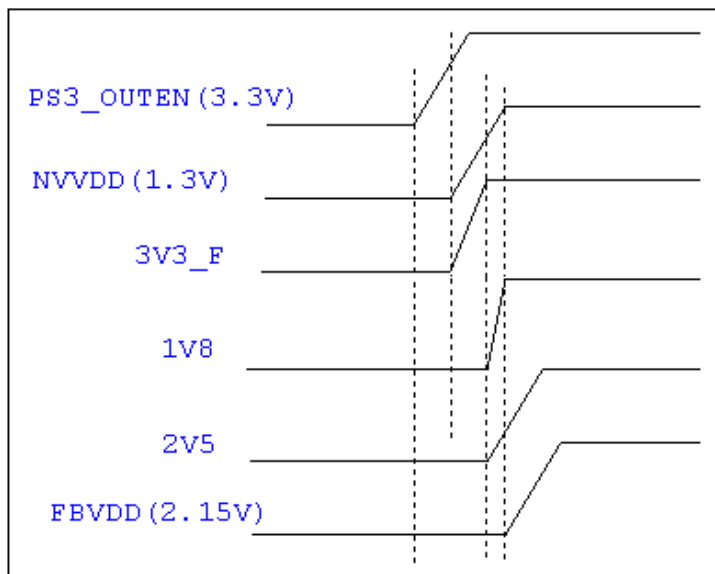 PS3_OUTEN(3.3V)
NVVDD(1.3V)
3V3_F
1V8
2V5
FBVDD(2.15V)